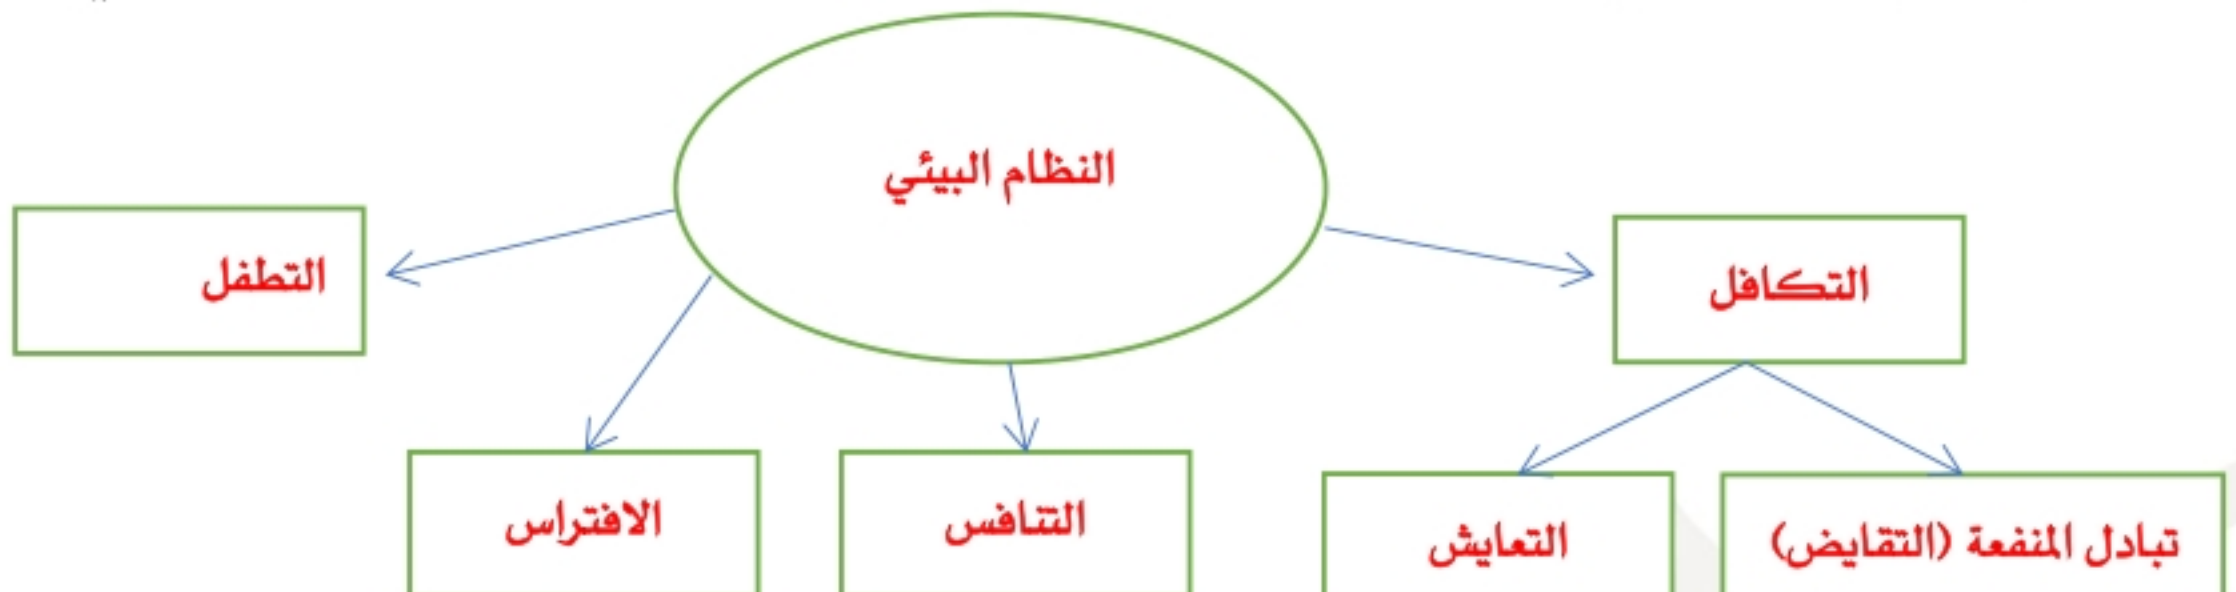 النظام البيئي
التكافل
التطفل
تبادل المنفعة (التقايض)
التعايش
التنافس
الافتراس